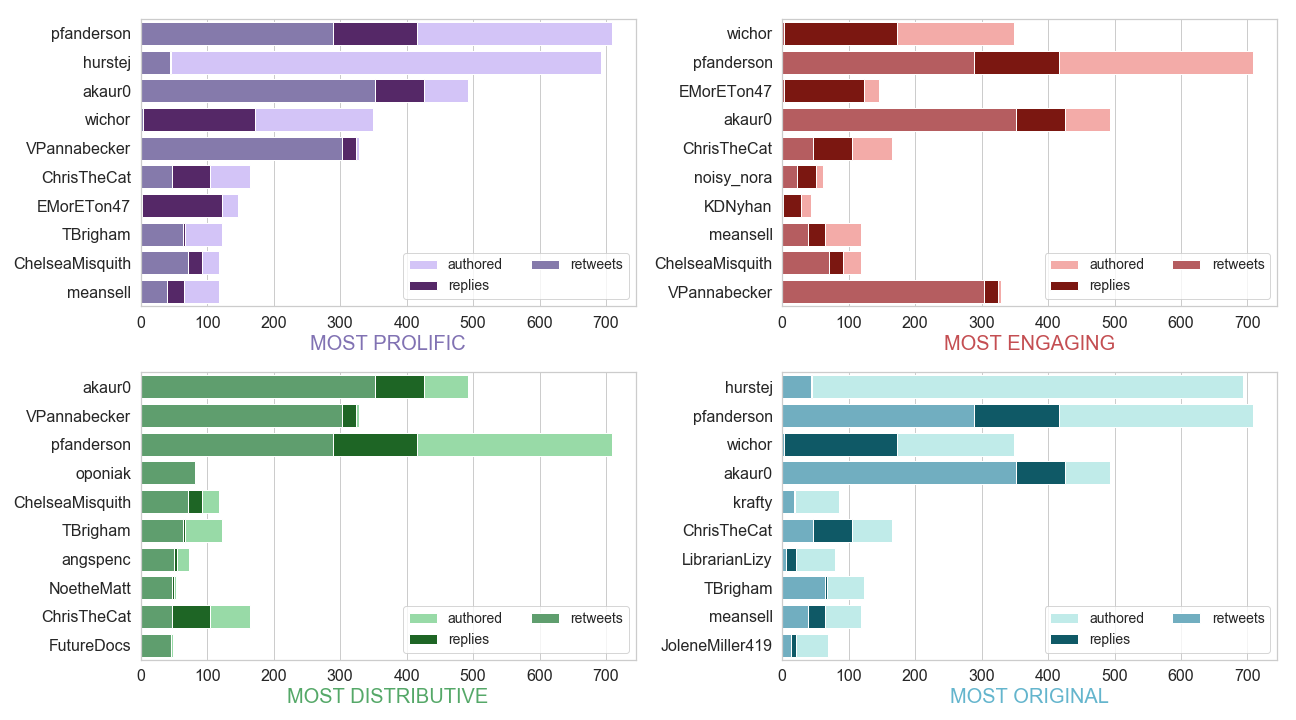 pfanderson
hurstej
akaur0
wichor
VPannabecker
ChrisTheCat
EMorETon47
TBrigham
ChelseaMisquith
meansell
authored retweets
replies
0 100 200 300 400 500 600 700
MOST PROLIFIC
wichor
pfanderson
EMorETon47
akaur0
ChrisTheCat
noisy_nora
KDNyhan
meansell
ChelseaMisquith
VPannabecker
authored retweets
replies
0 100 200 300 400 500 600 700
MOST ENGAGING
akaur0
VPannabecker
pfanderson
oponiak
ChelseaMisquith
TBrigham
angspenc
NoetheMatt
ChrisTheCat
FutureDocs
authored retweets
replies
0 100 200 300 400 500 600 700
MOST DISTRIBUTIVE
hurstej
pfanderson
wichor
akaur0
krafty
ChrisTheCat
LibrarianLizy
TBrigham
meansell
JoleneMiller419
authored retweets
replies
0 100 200 300 400 500 600 700
MOST ORIGINAL